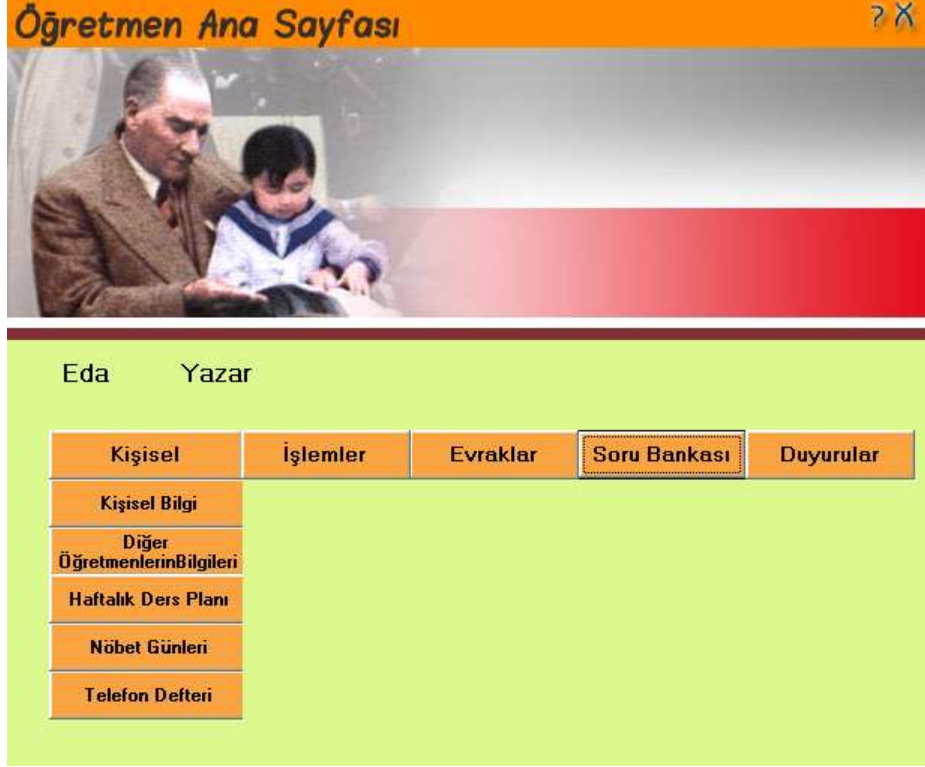 Öğretmen Ana Sayfası
? X
Eda Yazar
Kişisel İşlemler Evraklar Soru Bankası Duyurular
Kişisel Bilgi
Diğer
ÖğretmenlerinBilgileri
Haftalık Ders Planı
Nöbet Günleri
Telefon Defteri